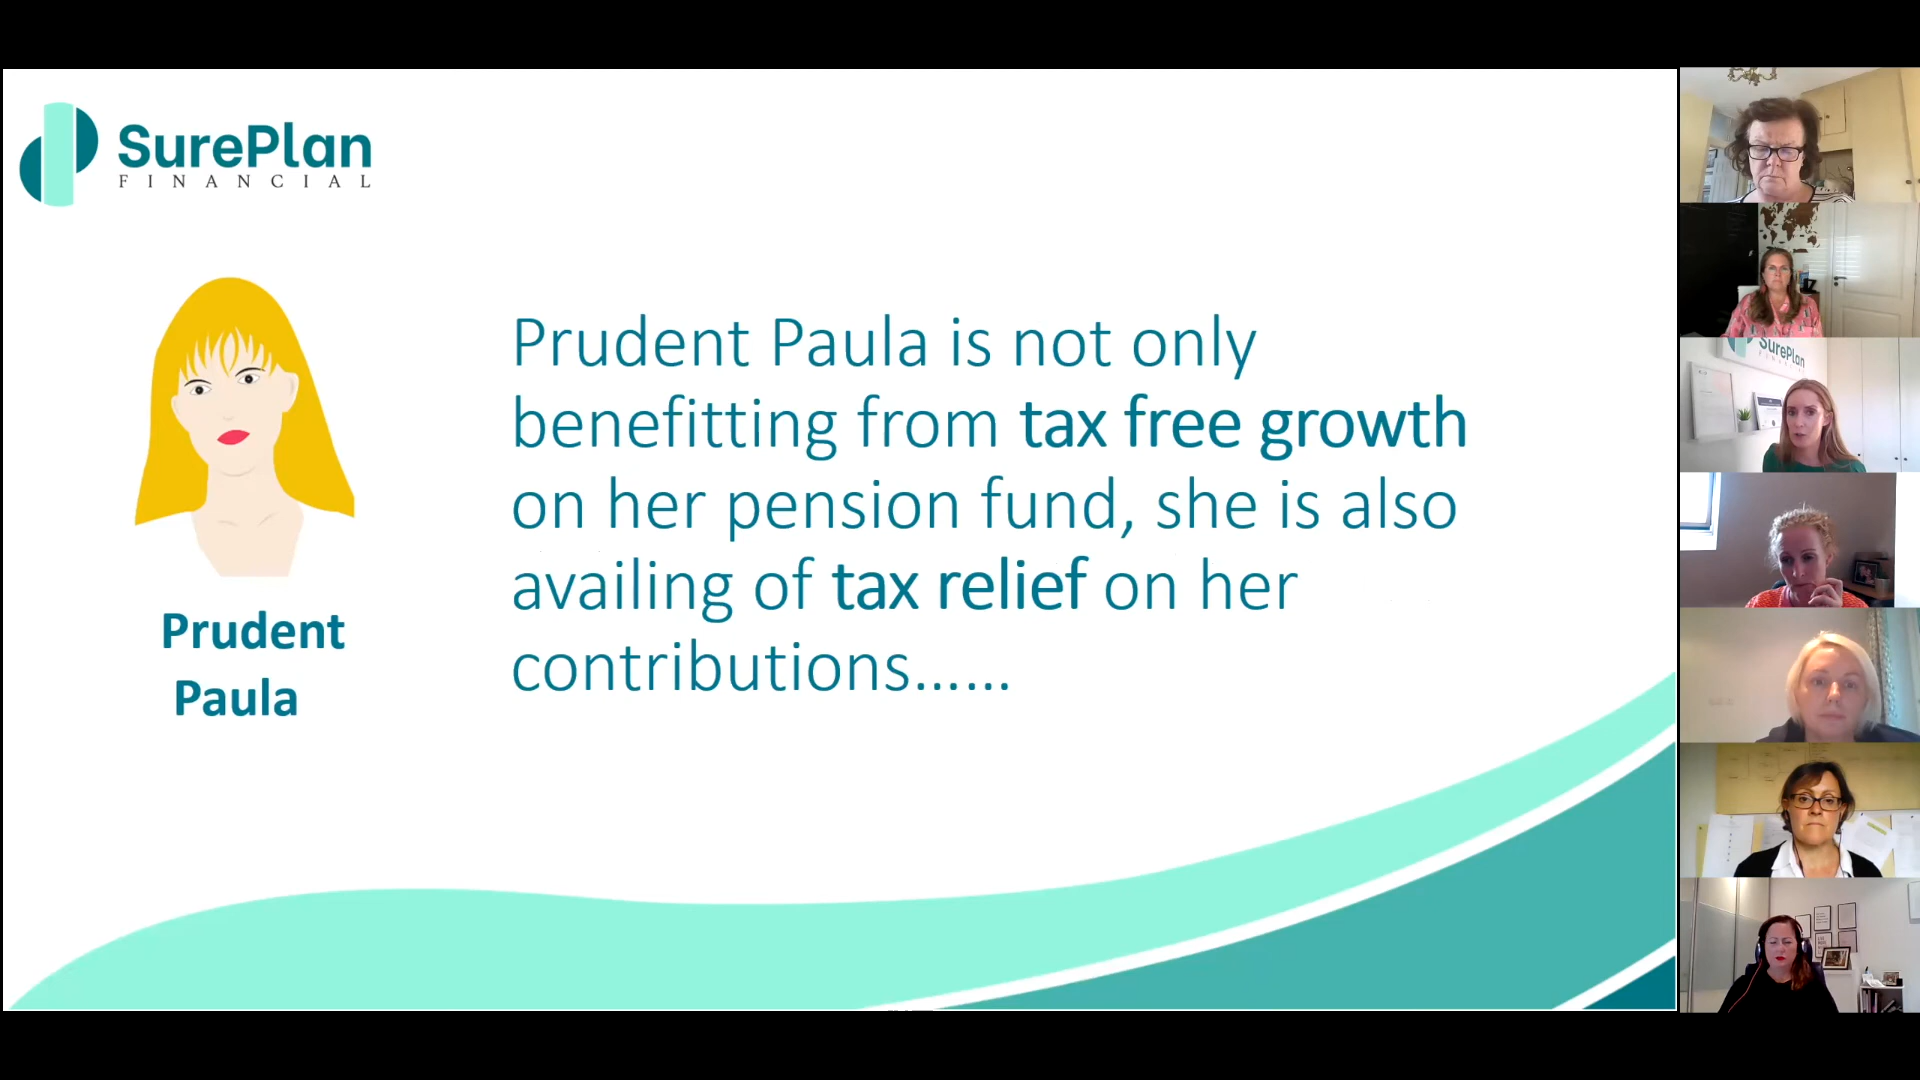 SurePlan
FINANCIAL
Prudent Paula is not only
benefitting from tax free growth
on her pension fund, she is also
availing of tax relief on her
contributions......
Prudent
Paula
SurePlan